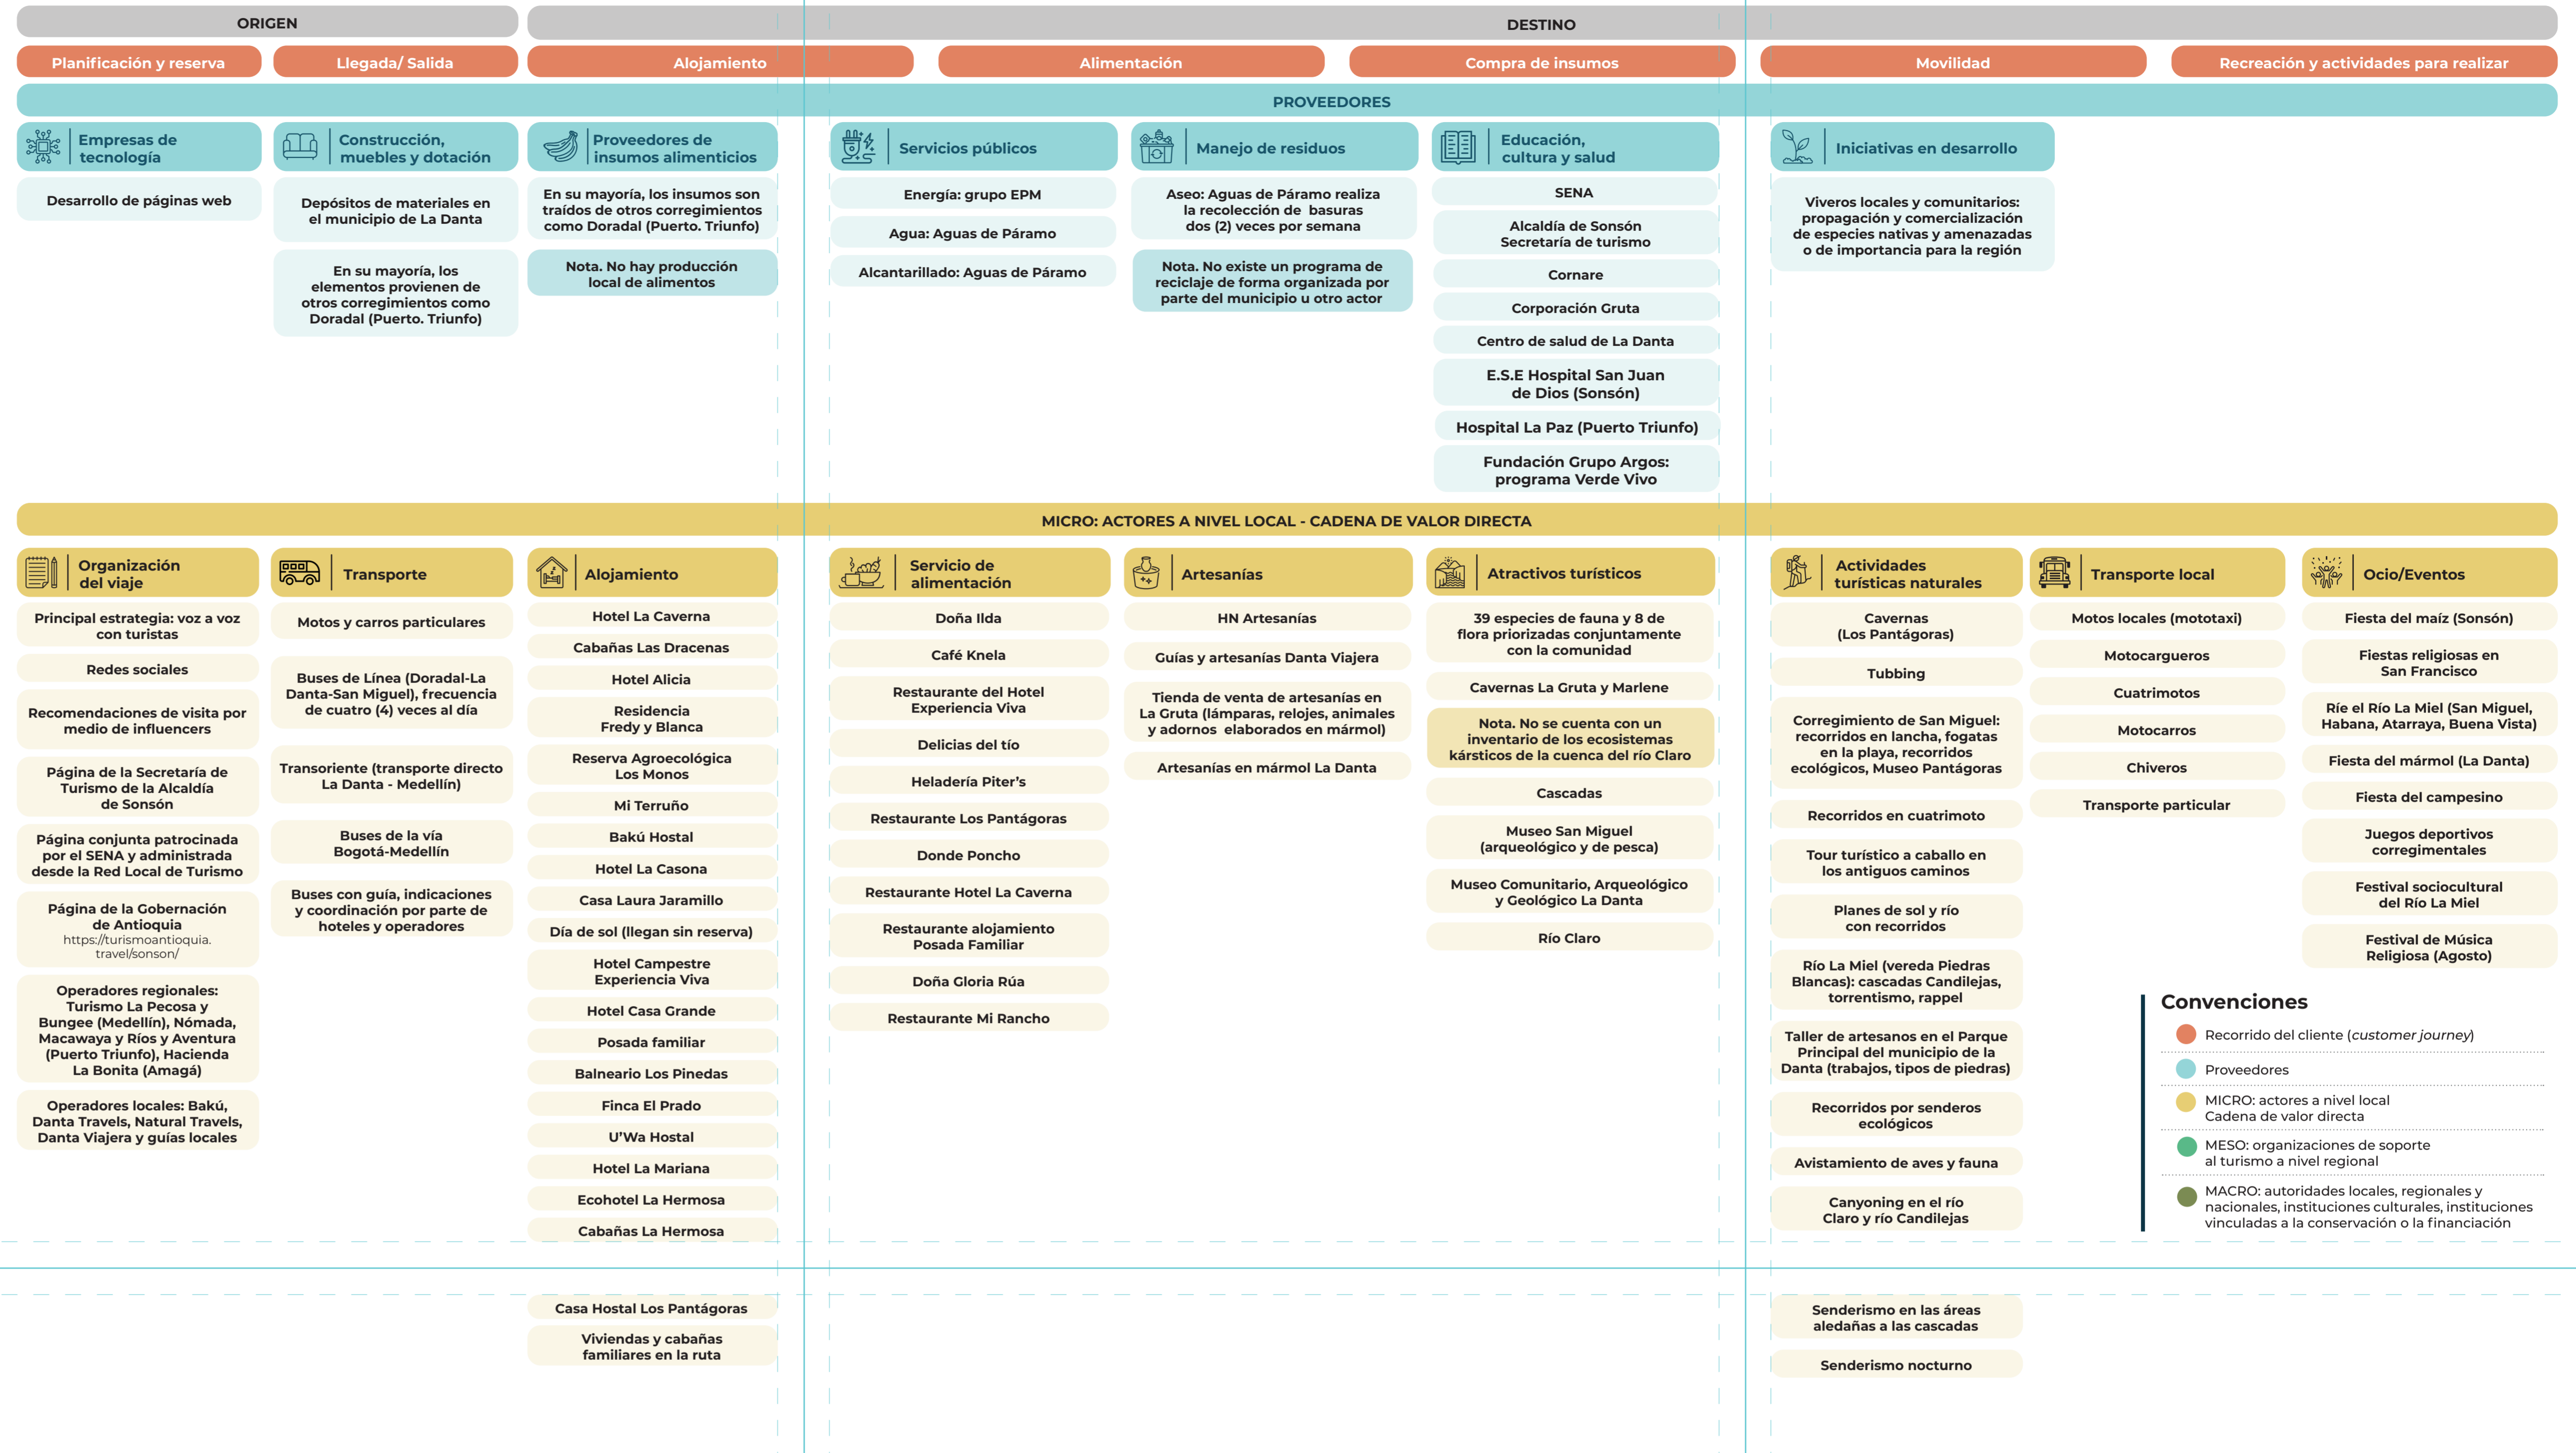 ORIGEN
DESTINO
Planificación y reserva
Llegada/ Salida
Alojamiento
Alimentación
Compra de insumos
Movilidad
Recreación y actividades para realizar
PROVEEDORES
Empresas de
tecnología
Desarrollo de páginas web
Construcción,
muebles y dotación
Depósitos de materiales en
el municipio de La Danta
En su mayoría, los
elementos provienen de
otros corregimientos como
Doradal (Puerto. Triunfo)
Proveedores de
insumos alimenticios
En su mayoría, los insumos son
traídos de otros corregimientos
como Doradal (Puerto. Triunfo)
Nota. No hay producción
local de alimentos
Servicios públicos
Energía: grupo EPM
Agua: Aguas de Páramo
Alcantarillado: Aguas de Páramo
Manejo de residuos
Aseo: Aguas de Páramo realiza
la recolección de basuras
dos (2) veces por semana
Nota. No existe un programa de
reciclaje de forma organizada por
parte del municipio u otro actor
Educación,
cultura y salud
SENA
Alcaldía de Sonsón
Secretaría de turismo
Cornare
Corporación Gruta
Centro de salud de La Danta
E.S.E Hospital San Juan
de Dios (Sonsón)
Hospital La Paz (Puerto Triunfo)
Fundación Grupo Argos:
programa Verde Vivo
Iniciativas en desarrollo
Viveros locales y comunitarios:
propagación y comercialización
de especies nativas y amenazadas
o de importancia para la región
MICRO: ACTORES A NIVEL LOCAL - CADENA DE VALOR DIRECTA
Organización
del viaje
Principal estrategia: voz a voz
con turistas
Redes sociales
Recomendaciones de visita por
medio de influencers
Página de la Secretaría de
Turismo de la Alcaldía
de Sonsón
Página conjunta patrocinada
por el SENA y administrada
desde la Red Local de Turismo
Página de la Gobernación
de Antioquia
https://turismoantioquia.
travel/sonson/
Operadores regionales:
Turismo La Pecosa y
Bungee (Medellín), Nómada,
Macawaya y Ríos y Aventura
(Puerto Triunfo), Hacienda
La Bonita (Amagá)
Operadores locales: Bakú,
Danta Travels, Natural Travels,
Danta Viajera y guías locales
Transporte
Motos y carros particulares
Buses de Línea (Doradal-La
Danta-San Miguel), frecuencia
de cuatro (4) veces al día
Transoriente (transporte directo
La Danta - Medellín)
Buses de la vía
Bogotá-Medellín
Buses con guía, indicaciones
y coordinación por parte de
hoteles y operadores
Alojamiento
Hotel La Caverna
Cabañas Las Dracenas
Hotel Alicia
Residencia
Fredy y Blanca
Reserva Agroecológica
Los Monos
Mi Terruño
Bakú Hostal
Hotel La Casona
Casa Laura Jaramillo
Día de sol (llegan sin reserva)
Hotel Campestre
Experiencia Viva
Hotel Casa Grande
Posada familiar
Balneario Los Pinedas
Finca El Prado
U'Wa Hostal
Hotel La Mariana
Ecohotel La Hermosa
Cabañas La Hermosa
Casa Hostal Los Pantágoras
Viviendas y cabañas
familiares en la ruta
Servicio de
alimentación
Doña Ilda
Café Knela
Restaurante del Hotel
Experiencia Viva
Delicias del tío
Heladería Piter's
Restaurante Los Pantágoras
Donde Poncho
Restaurante Hotel La Caverna
Restaurante alojamiento
Posada Familiar
Doña Gloria Rúa
Restaurante Mi Rancho
Artesanías
HN Artesanías
Guías y artesanías Danta Viajera
Tienda de venta de artesanías en
La Gruta (lámparas, relojes, animales
y adornos elaborados en mármol)
Artesanías en mármol La Danta
Atractivos turísticos
39 especies de fauna y 8 de
flora priorizadas conjuntamente
con la comunidad
Cavernas La Gruta y Marlene
Nota. No se cuenta con un
inventario de los ecosistemas
kársticos de la cuenca del río Claro
Cascadas
Museo San Miguel
(arqueológico y de pesca)
Museo Comunitario, Arqueológico
y Geológico La Danta
Río Claro
Actividades
turísticas naturales
Cavernas
(Los Pantágoras)
Tubbing
Corregimiento de San Miguel:
recorridos en lancha, fogatas
en la playa, recorridos
ecológicos, Museo Pantágoras
Recorridos en cuatrimoto
Tour turístico a caballo en
los antiguos caminos
Planes de sol y río
con recorridos
Río La Miel (vereda Piedras
Blancas): cascadas Candilejas,
torrentismo, rappel
Taller de artesanos en el Parque
Principal del municipio de la
Danta (trabajos, tipos de piedras)
Recorridos por senderos
ecológicos
Avistamiento de aves y fauna
Canyoning en el río
Claro y río Candilejas
Senderismo en las áreas
aledañas a las cascadas
Senderismo nocturno
Transporte local
Motos locales (mototaxi)
Motocargueros
Cuatrimotos
Motocarros
Chiveros
Transporte particular
Ocio/Eventos
Fiesta del maíz (Sonsón)
Fiestas religiosas en
San Francisco
Ríe el Río La Miel (San Miguel,
Habana, Atarraya, Buena Vista)
Fiesta del mármol (La Danta)
Fiesta del campesino
Juegos deportivos
corregimentales
Festival sociocultural
del Río La Miel
Festival de Música
Religiosa (Agosto)
Convenciones
Recorrido del cliente (customer journey)
Proveedores
MICRO: actores a nivel local
Cadena de valor directa
MESO: organizaciones de soporte
al turismo a nivel regional
MACRO: autoridades locales, regionales y
nacionales, instituciones culturales, instituciones
vinculadas a la conservación o la financiación